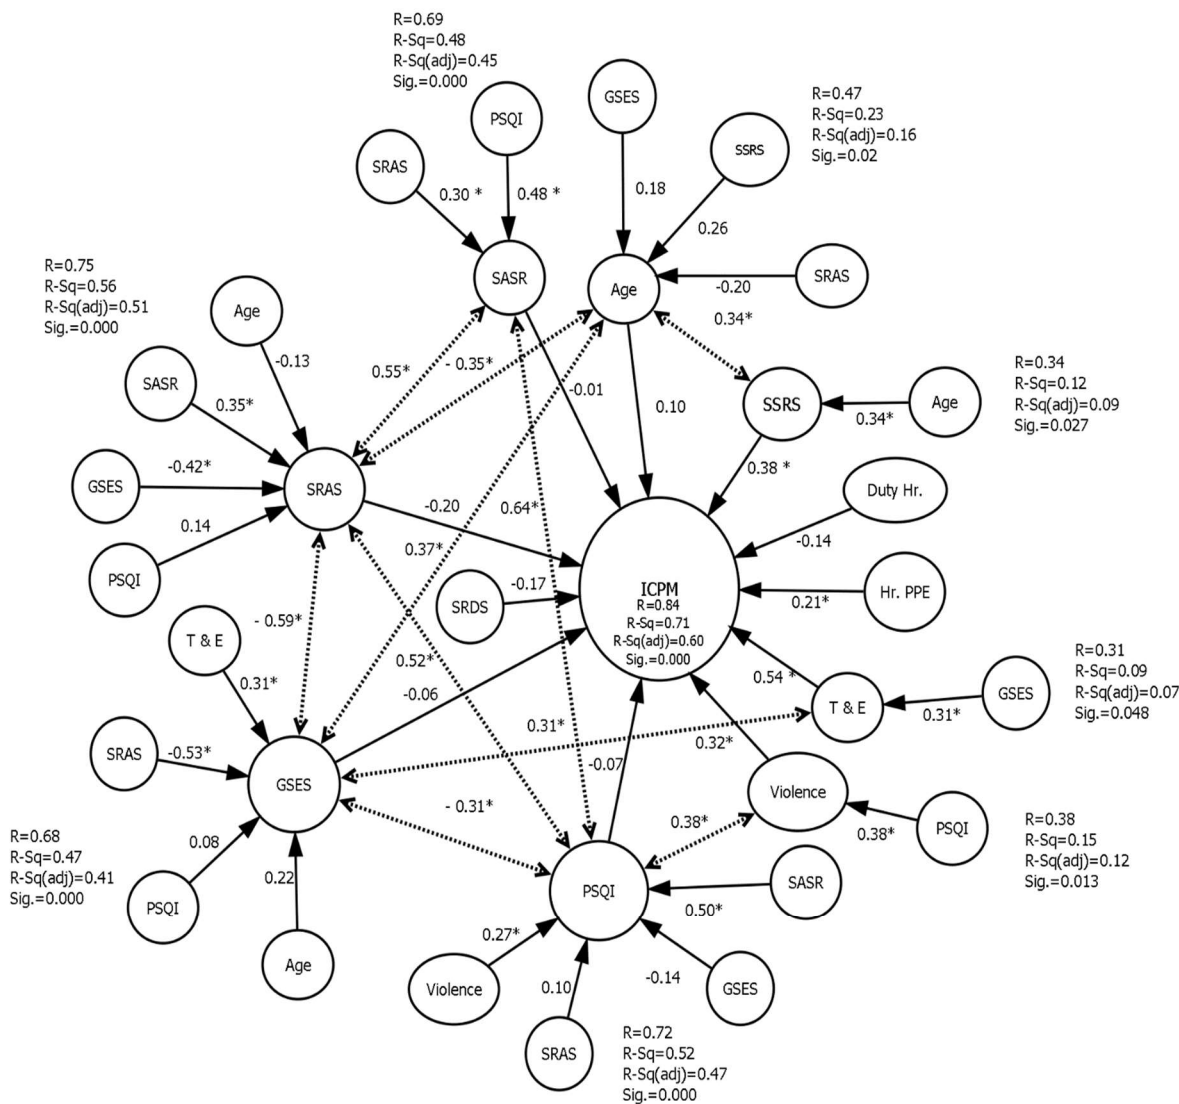 R=0.69
R-Sq=0.48
R-Sq(adj)=0.45
Sig.=0.000
PSQI
SRAS
0.30 *
0.48 *
SASR
GSES
SSRS
R=0.47
R-Sq=0.23
R-Sq(adj)=0.16
Sig.=0.02
0.18
0.26
SRAS
-0.20
Age
R=0.75
R-Sq=0.56
R-Sq(adj)=0.51
Sig.=0.000
Age
-0.13
SASR
0.35*
GSES
-0.42*
PSQI
0.14
SRAS
0.55*
- 0.35*
-0.01
0.10
0.34*
SSRS
0.34*
Age
R=0.34
R-Sq=0.12
R-Sq(adj)=0.09
Sig.=0.027
0.38 *
Duty Hr.
-0.14
Hr. PPE
0.21*
-0.20
0.64*
0.37*
SRDS
-0.17
ICPM
R=0.84
R-Sq=0.71
R-Sq(adj)=0.60
Sig.=0.000
- 0.59*
0.52*
-0.06
T & E
0.31*
SRAS
-0.53*
GSES
R=0.68
R-Sq=0.47
R-Sq(adj)=0.41
Sig.=0.000
0.08
PSQI
0.22
Age
- 0.31*
0.31*
-0.07
0.32*
0.54 *
T & E
0.31*
GSES
R=0.31
R-Sq=0.09
R-Sq(adj)=0.07
Sig.=0.048
Violence
0.38*
0.38*
PSQI
R=0.38
R-Sq=0.15
R-Sq(adj)=0.12
Sig.=0.013
PSQI
SASR
0.50*
0.27*
Violence
0.10
SRAS
-0.14
GSES
R=0.72
R-Sq=0.52
R-Sq(adj)=0.47
Sig.=0.000